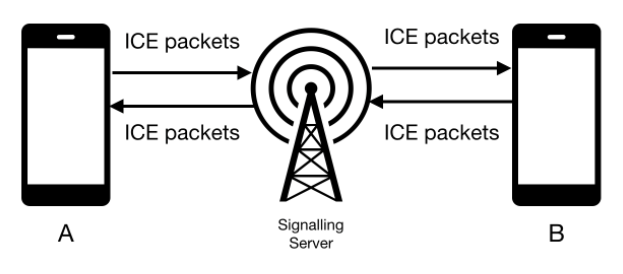 ICE packets
ICE packets
ICE packets
ICE packets
Signalling
Server
A
B